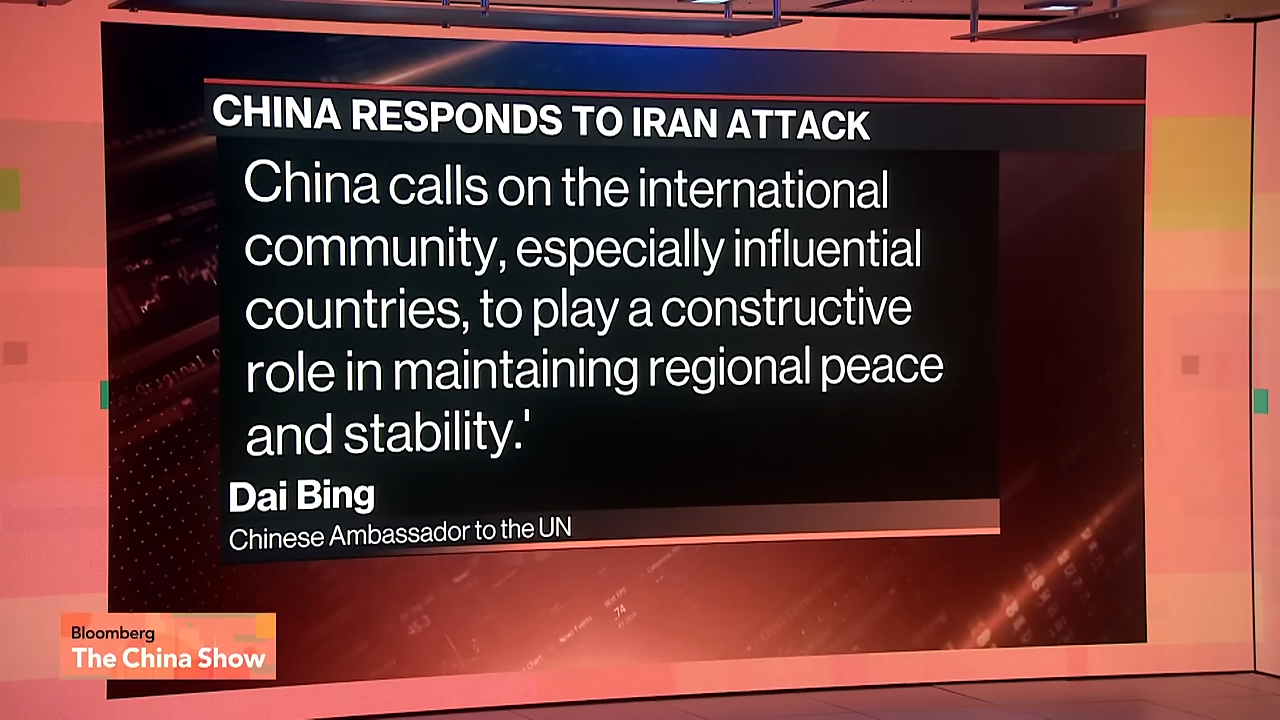 CHINA RESPONDS TO IRAN ATTACK
China calls on the international
community, especially influential
countries, to play a constructive
role in maintaining regional peace
and stability.'
Dai Bing
Chinese Ambassador to the UN
Bloomberg
The China Show